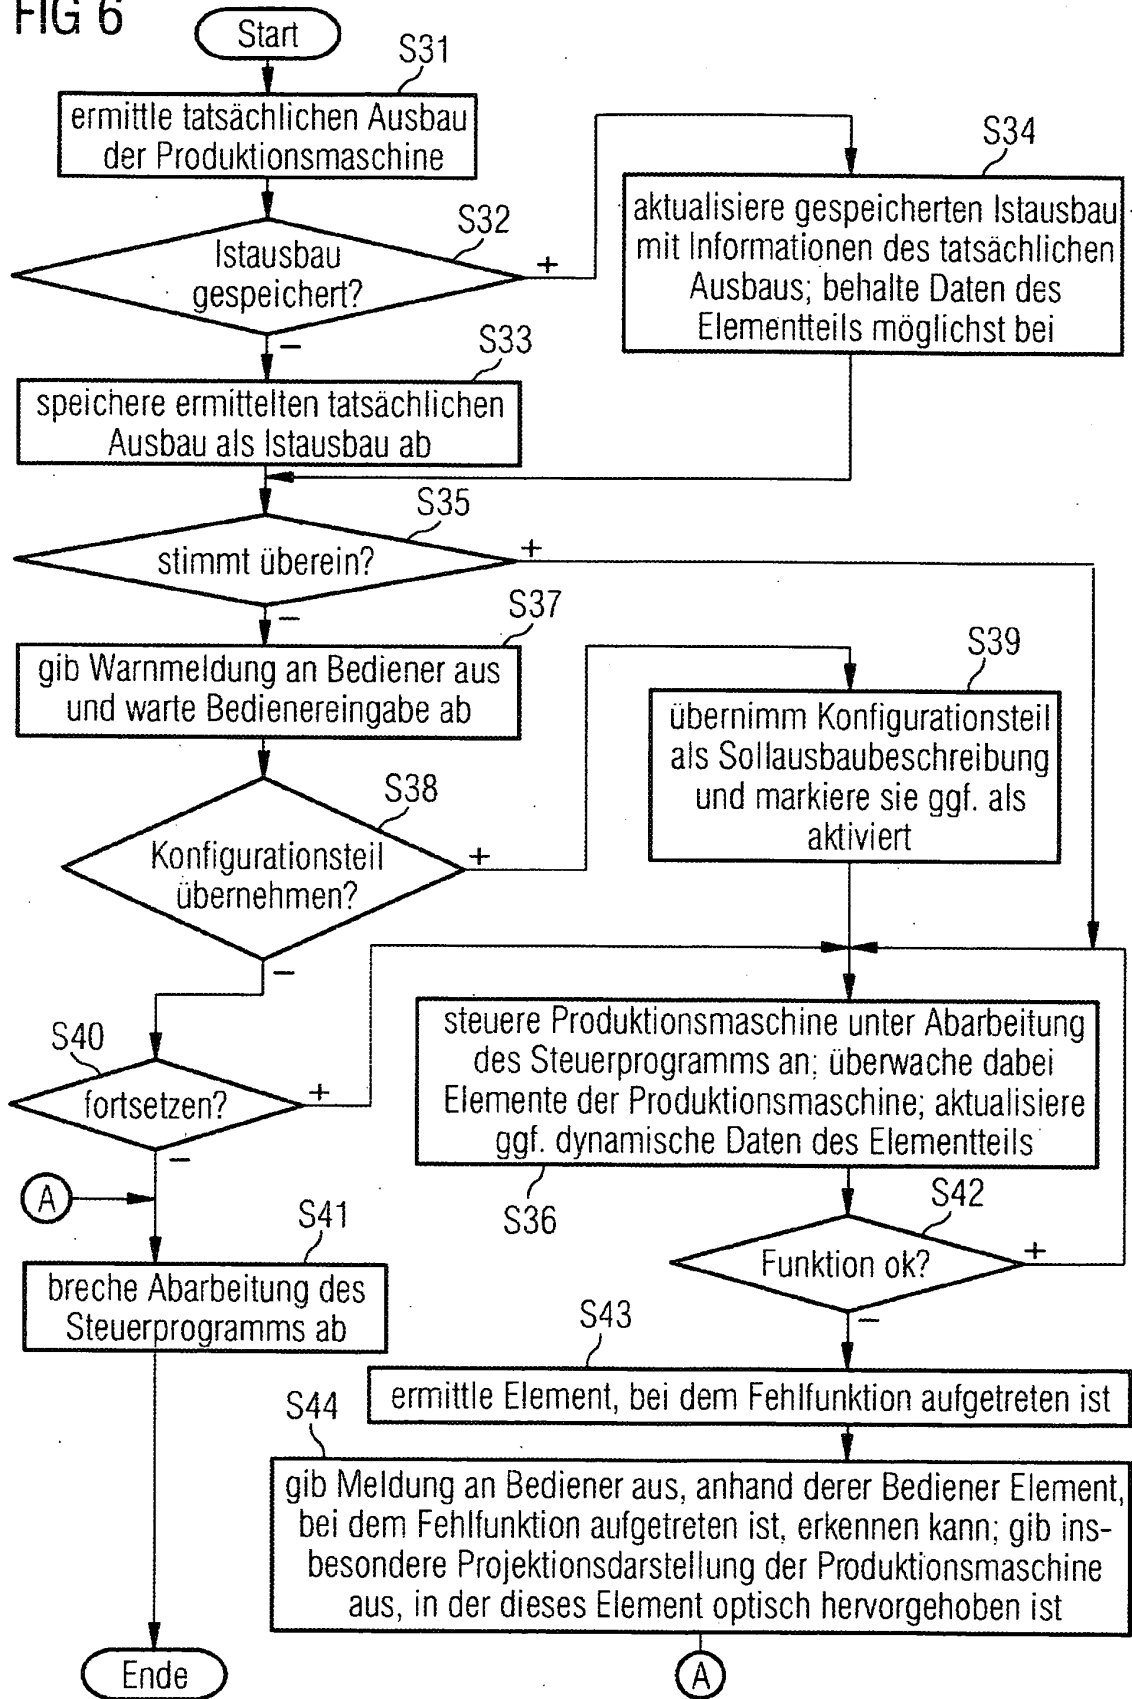 FIG 6
Start
S31
ermittle tatsächlichen Ausbau
der Produktionsmaschine
S32
Istausbau
gespeichert?
+
−
S34
aktualisiere gespeicherten Istausbau
mit Informationen des tatsächlichen
Ausbaus; behalte Daten des
Elementteils möglichst bei
S33
speichere ermittelten tatsächlichen
Ausbau als Istausbau ab
S35
stimmt überein?
+
−
S37
gib Warnmeldung an Bediener aus
und warte Bedienereingabe ab
S38
Konfigurationsteil
übernehmen?
+
−
S39
übernimm Konfigurationsteil
als Sollausbaubeschreibung
und markiere sie ggf. als
aktiviert
S40
fortsetzen?
+
−
A
S41
breche Abarbeitung des
Steuerprogramms ab
steuere Produktionsmaschine unter Abarbeitung
des Steuerprogramms an; überwache dabei
Elemente der Produktionsmaschine; aktualisiere
ggf. dynamische Daten des Elementteils
S36
S42
Funktion ok?
+
−
S43
ermittle Element, bei dem Fehlfunktion aufgetreten ist
S44
gib Meldung an Bediener aus, anhand derer Bediener Element,
bei dem Fehlfunktion aufgetreten ist, erkennen kann; gib ins-
besondere Projektionsdarstellung der Produktionsmaschine
aus, in der dieses Element optisch hervorgehoben ist
Ende
A